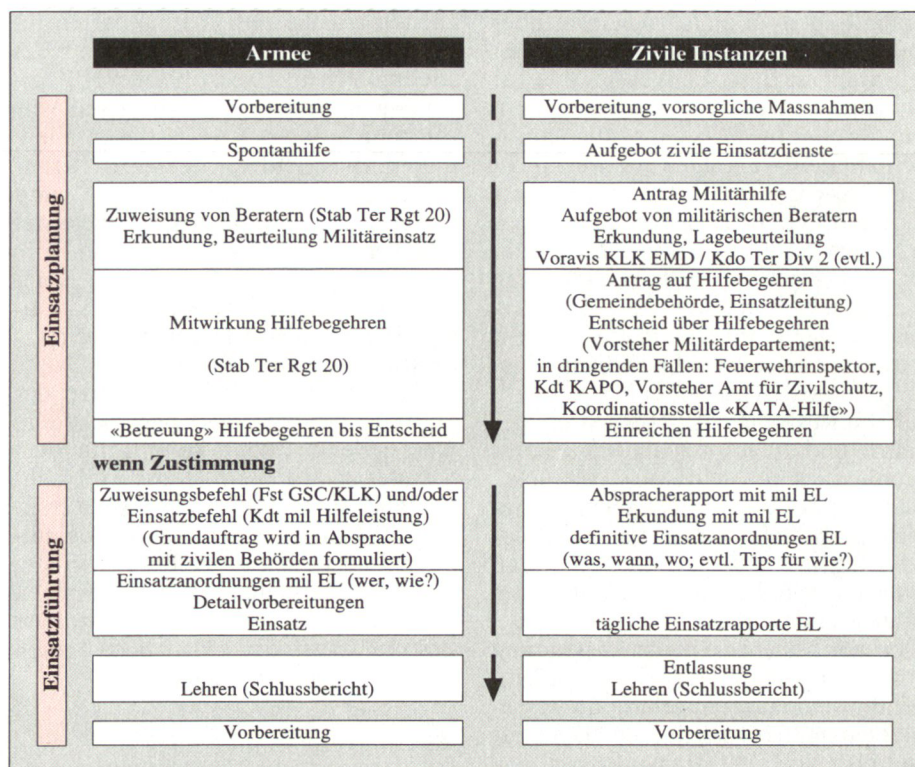 Armee
Zivile Instanzen
Einsatzplanung
Vorbereitung
Vorbereitung, vorsorgliche Massnahmen
Spontanhilfe
Aufgebot zivile Einsatzdienste
Zuweisung von Beratern (Stab Ter Rgt 20)
Erkundung, Beurteilung Militäreinsatz
Antrag Militärhilfe
Aufgebot von militärischen Beratern
Erkundung, Lagebeurteilung
Voravis KLK EMD / Kdo Ter Div 2 (evtl.)
Mitwirkung Hilfebegehren
(Stab Ter Rgt 20)
Antrag auf Hilfebegehren
(Gemeindebehörde, Einsatzleitung)
Entscheid über Hilfebegehren
(Vorsteher Militärdepartement;
in dringenden Fällen: Feuerwehrinspektor,
Kdt KAPO, Vorsteher Amt für Zivilschutz,
Koordinationsstelle «KATA-Hilfe»)
«Betreuung» Hilfebegehren bis Entscheid
Einreichen Hilfebegehren
wenn Zustimmung
Einsatzführung
Zuweisungsbefehl (Fst GSC/KLK) und/oder
Einsatzbefehl (Kdt mil Hilfeleistung)
(Grundauftrag wird in Absprache
mit zivilen Behörden formuliert)
Abspracherapport mit mil EL
Erkundung mit mil EL
definitive Einsatzanordnungen EL
(was, wann, wo; evtl. Tips für wie?)
Einsatzanordnungen mil EL (wer, wie?)
Detailvorbereitungen
Einsatz
tägliche Einsatzrapporte EL
Lehren (Schlussbericht)
Entlassung
Lehren (Schlussbericht)
Vorbereitung
Vorbereitung